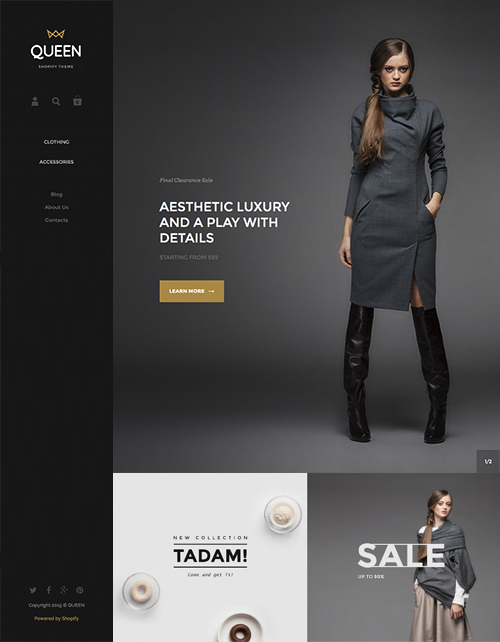 QUEEN
SHOPIFY THEME
CLOTHING
ACCESSORIES
Blog
About Us
Contacts
Copyright 2015 © QUEEN
Powered by Shopify
Final Clearance Sale
AESTHETIC LUXURY
AND A PLAY WITH
DETAILS
STARTING FROM $89
LEARN MORE →
1/2
NEW COLLECTION
TADAM!
Come and get it!
SALE
UP TO 50%